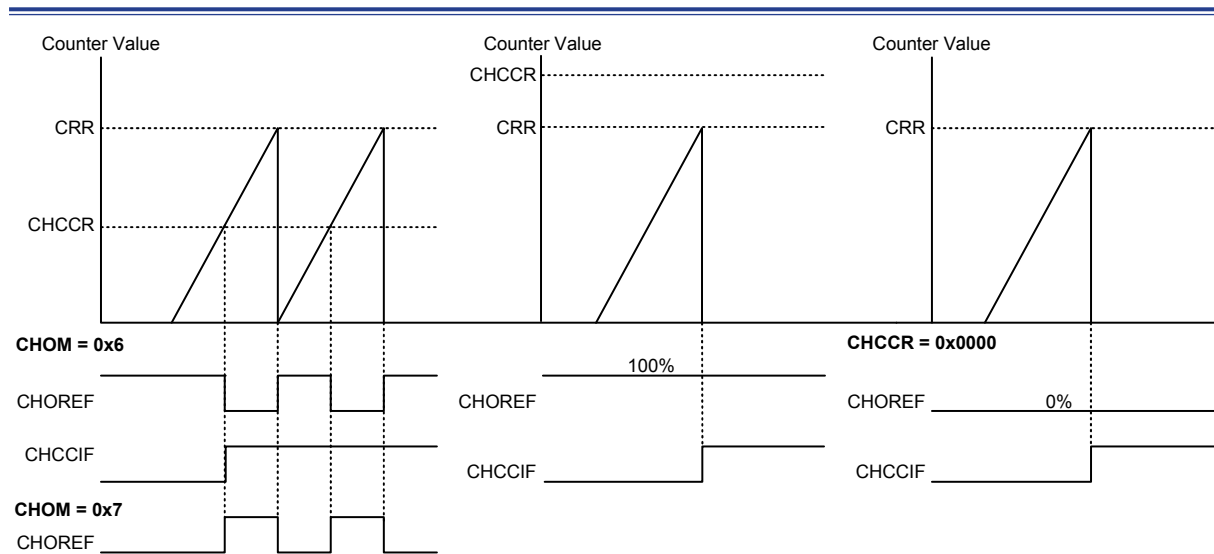 Counter Value
CRR
CHCCR
CHOM = 0x6
CHOREF
CHCCIF
CHOM = 0x7
CHOREF
Counter Value
CHCCR
CRR
100%
CHOREF
CHCCIF
Counter Value
CRR
CHCCR = 0x0000
CHOREF
0%
CHCCIF